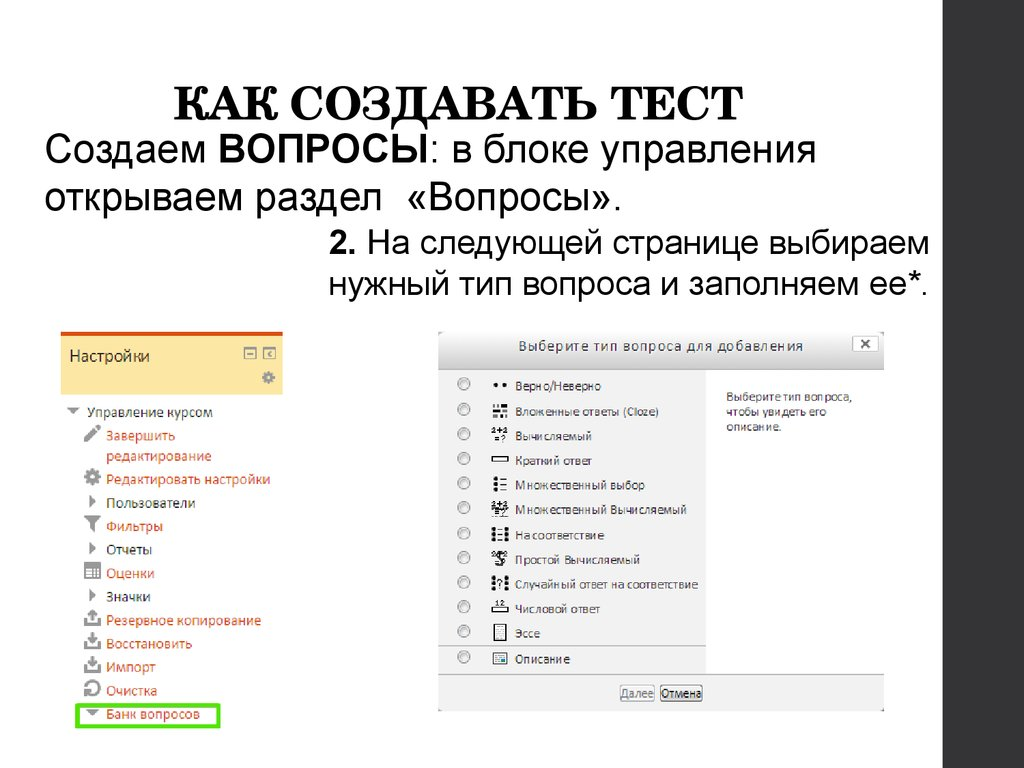 КАК СОЗДАВАТЬ ТЕСТ
Создаем ВОПРОСЫ: в блоке управления
открываем раздел «Вопросы».
2. На следующей странице выбираем
нужный тип вопроса и заполняем ее*.
Настройки
Управление курсом
Завершить
редактирование
Редактировать настройки
Пользователи
Фильтры
Отчеты
Оценки
Значки
Резервное копирование
Восстановить
Импорт
Очистка
Банк вопросов
Выберите тип вопроса для добавления
Верно/Неверно
Вложенные ответы (Cloze)
Вычисляемый
Краткий ответ
Множественный выбор
Множественный Вычисляемый
На соответствие
Простой Вычисляемый
Случайный ответ на соответствие
Числовой ответ
Эссе
Описание
Выберите тип вопроса,
чтобы увидеть его
описание.
Далее Отмена